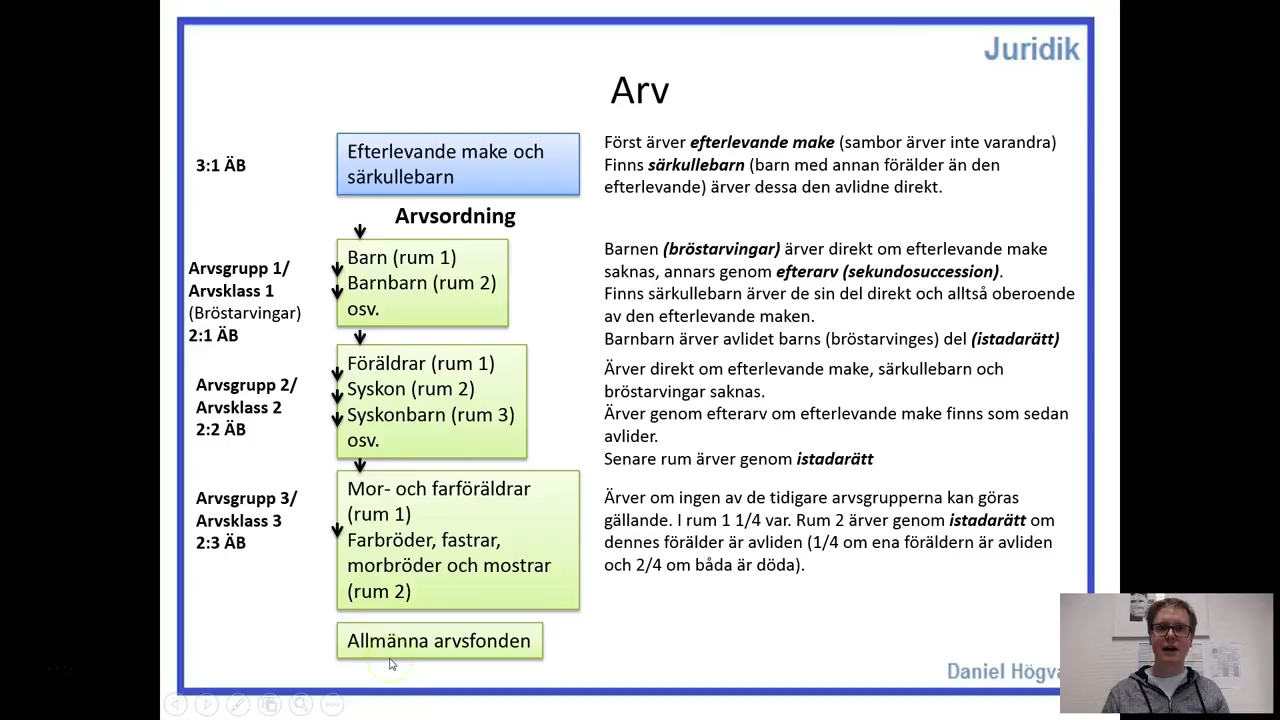 Juridik
Arv
3:1 ÄB
Efterlevande make och
särkullebarn
Först ärver efterlevande make (sambor ärver inte varandra)
Finns särkullebarn (barn med annan förälder än den
efterlevande) ärver dessa den avlidne direkt.
Arvsordning
Arvsgrupp 1/
Arvsklass 1
(Bröstarvingar)
2:1 ÄB
Barn (rum 1)
Barnbarn (rum 2)
osv.
Barnen (bröstarvingar) ärver direkt om efterlevande make
saknas, annars genom efterarv (sekundosuccession).
Finns särkullebarn ärver de sin del direkt och alltså oberoende
av den efterlevande maken.
Barnbarn ärver avlidet barns (bröstarvinges) del (istadarätt)
Arvsgrupp 2/
Arvsklass 2
2:2 ÄB
Föräldrar (rum 1)
Syskon (rum 2)
Syskonbarn (rum 3)
osv.
Ärver direkt om efterlevande make, särkullebarn och
bröstarvingar saknas.
Ärver genom efterarv om efterlevande make finns som sedan
avlider.
Senare rum ärver genom istadarätt
Arvsgrupp 3/
Arvsklass 3
2:3 ÄB
Mor- och farföräldrar
(rum 1)
Farbröder, fastrar,
morbröder och mostrar
(rum 2)
Ärver om ingen av de tidigare arvsgrupperna kan göras
gällande. I rum 1 1/4 var. Rum 2 ärver genom istadarätt om
dennes förälder är avliden (1/4 om ena föräldern är avliden
och 2/4 om båda är döda).
Allmänna arvsfonden
Daniel Högva